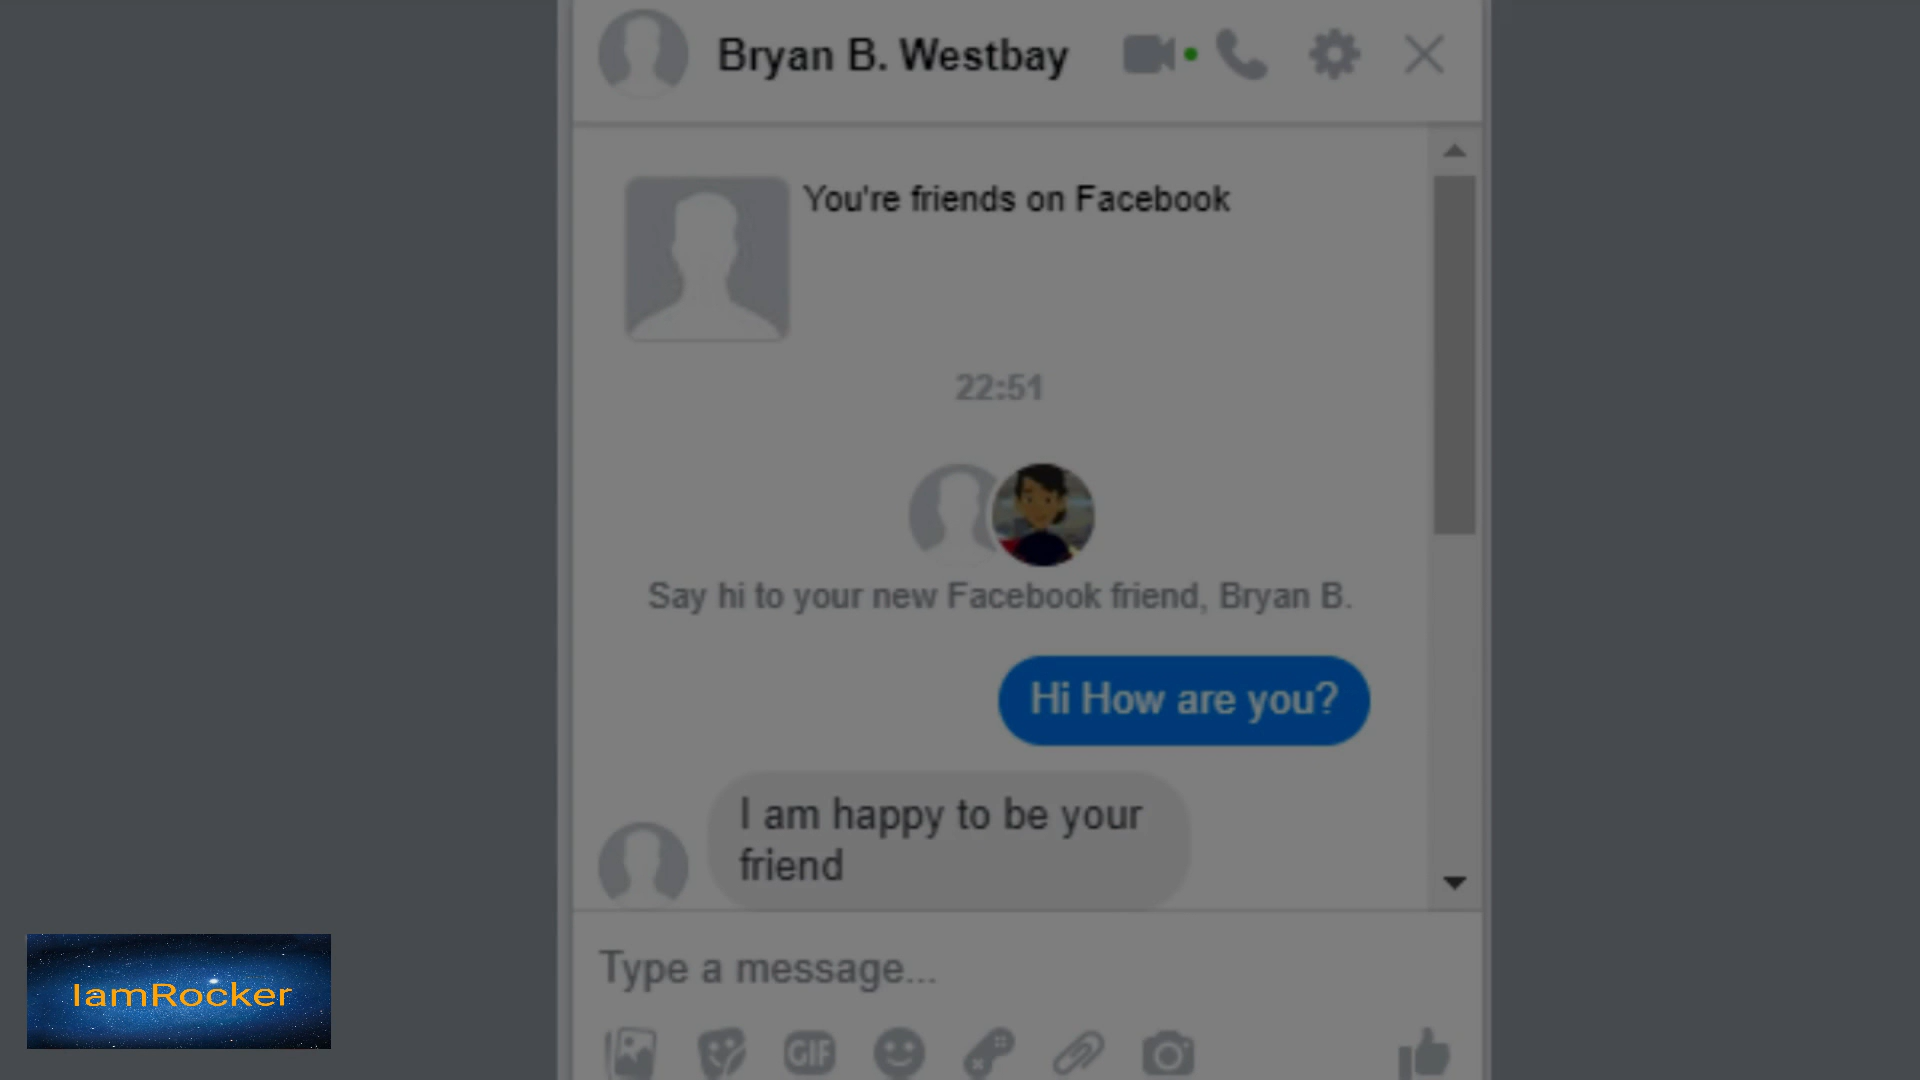 Bryan B. Westbay
You're friends on Facebook
22:51
Say hi to your new Facebook friend, Bryan B.
Hi How are you?
I am happy to be your
friend
Type a message...
GIF
IamRocker